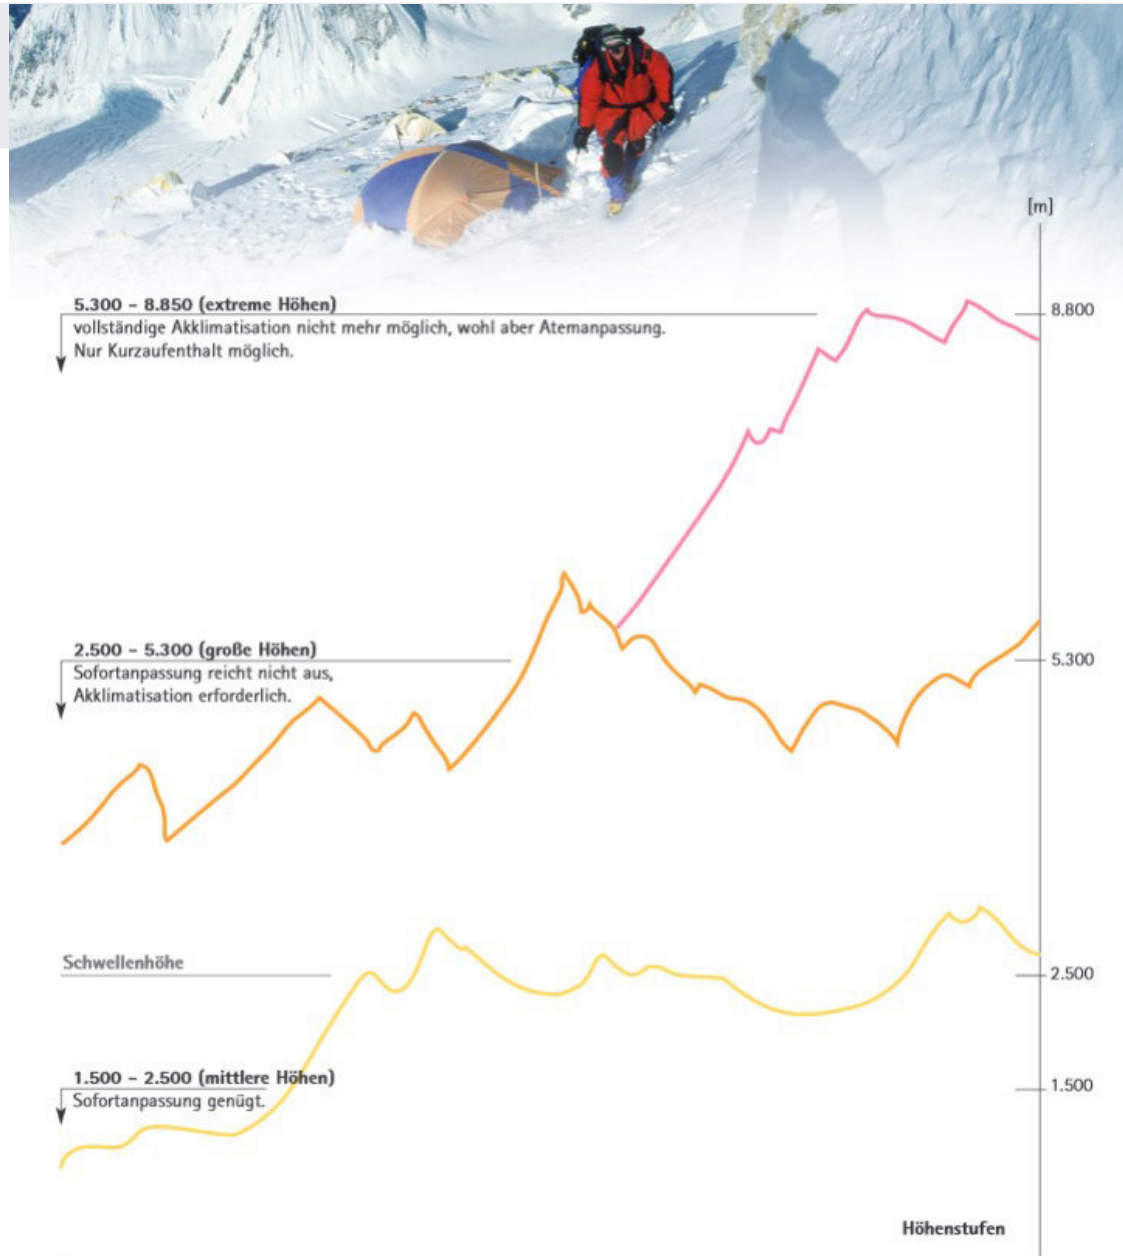 [m]
5.300 – 8.850 (extreme Höhen)
8.800
vollständige Akklimatisation nicht mehr möglich, wohl aber Atemanpassung.
Nur Kurzaufenthalt möglich.
2.500 – 5.300 (große Höhen)
5.300
Sofortanpassung reicht nicht aus,
Akklimatisation erforderlich.
Schwellenhöhe
2.500
1.500 – 2.500 (mittlere Höhen)
1.500
Sofortanpassung genügt.
Höhenstufen